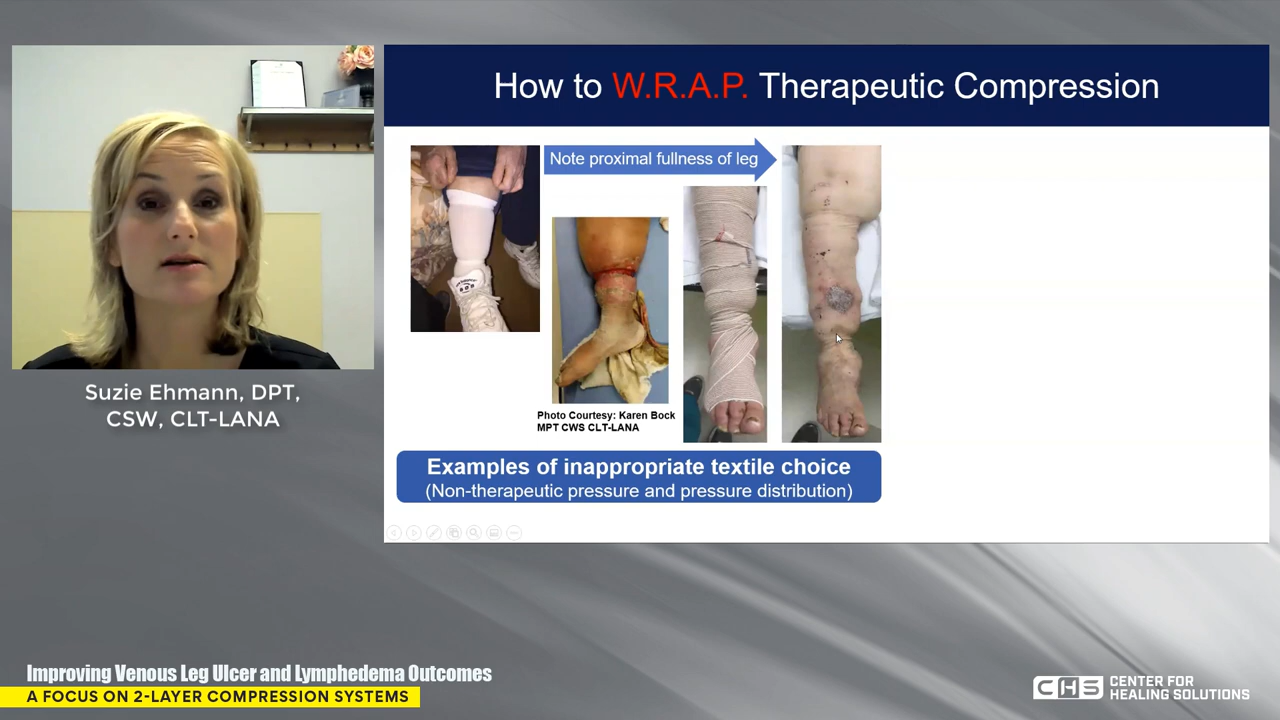 How to W.R.A.P. Therapeutic Compression
Note proximal fullness of leg
Photo Courtesy: Karen Bock
MPT CWS CLT-LANA
Examples of inappropriate textile choice
(Non-therapeutic pressure and pressure distribution)
Suzie Ehmann, DPT,
CSW, CLT-LANA
Improving Venous Leg Ulcer and Lymphedema Outcomes
A FOCUS ON 2-LAYER COMPRESSION SYSTEMS
CHS CENTER FOR
HEALING SOLUTIONS